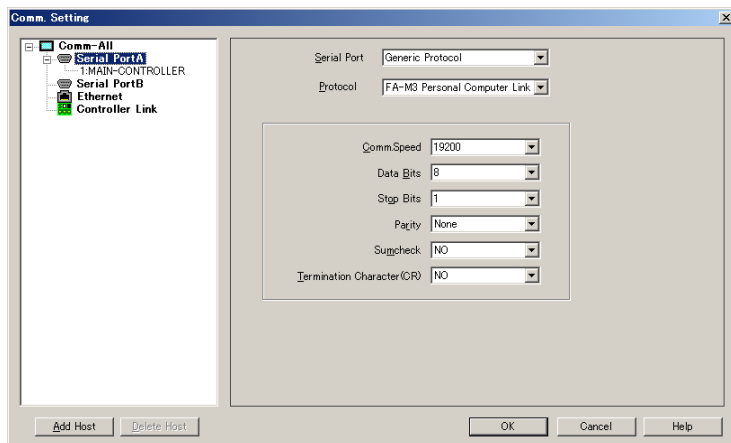 Comm. Setting
Comm-All
Serial PortA
1:MAIN-CONTROLLER
Serial PortB
Ethernet
Controller Link
Serial Port Generic Protocol
Protocol FA-M3 Personal Computer Link
Comm.Speed 19200
Data Bits 8
Stop Bits 1
Parity None
Sumcheck NO
Termination Character(CR) NO
Add Host Delete Host OK Cancel Help